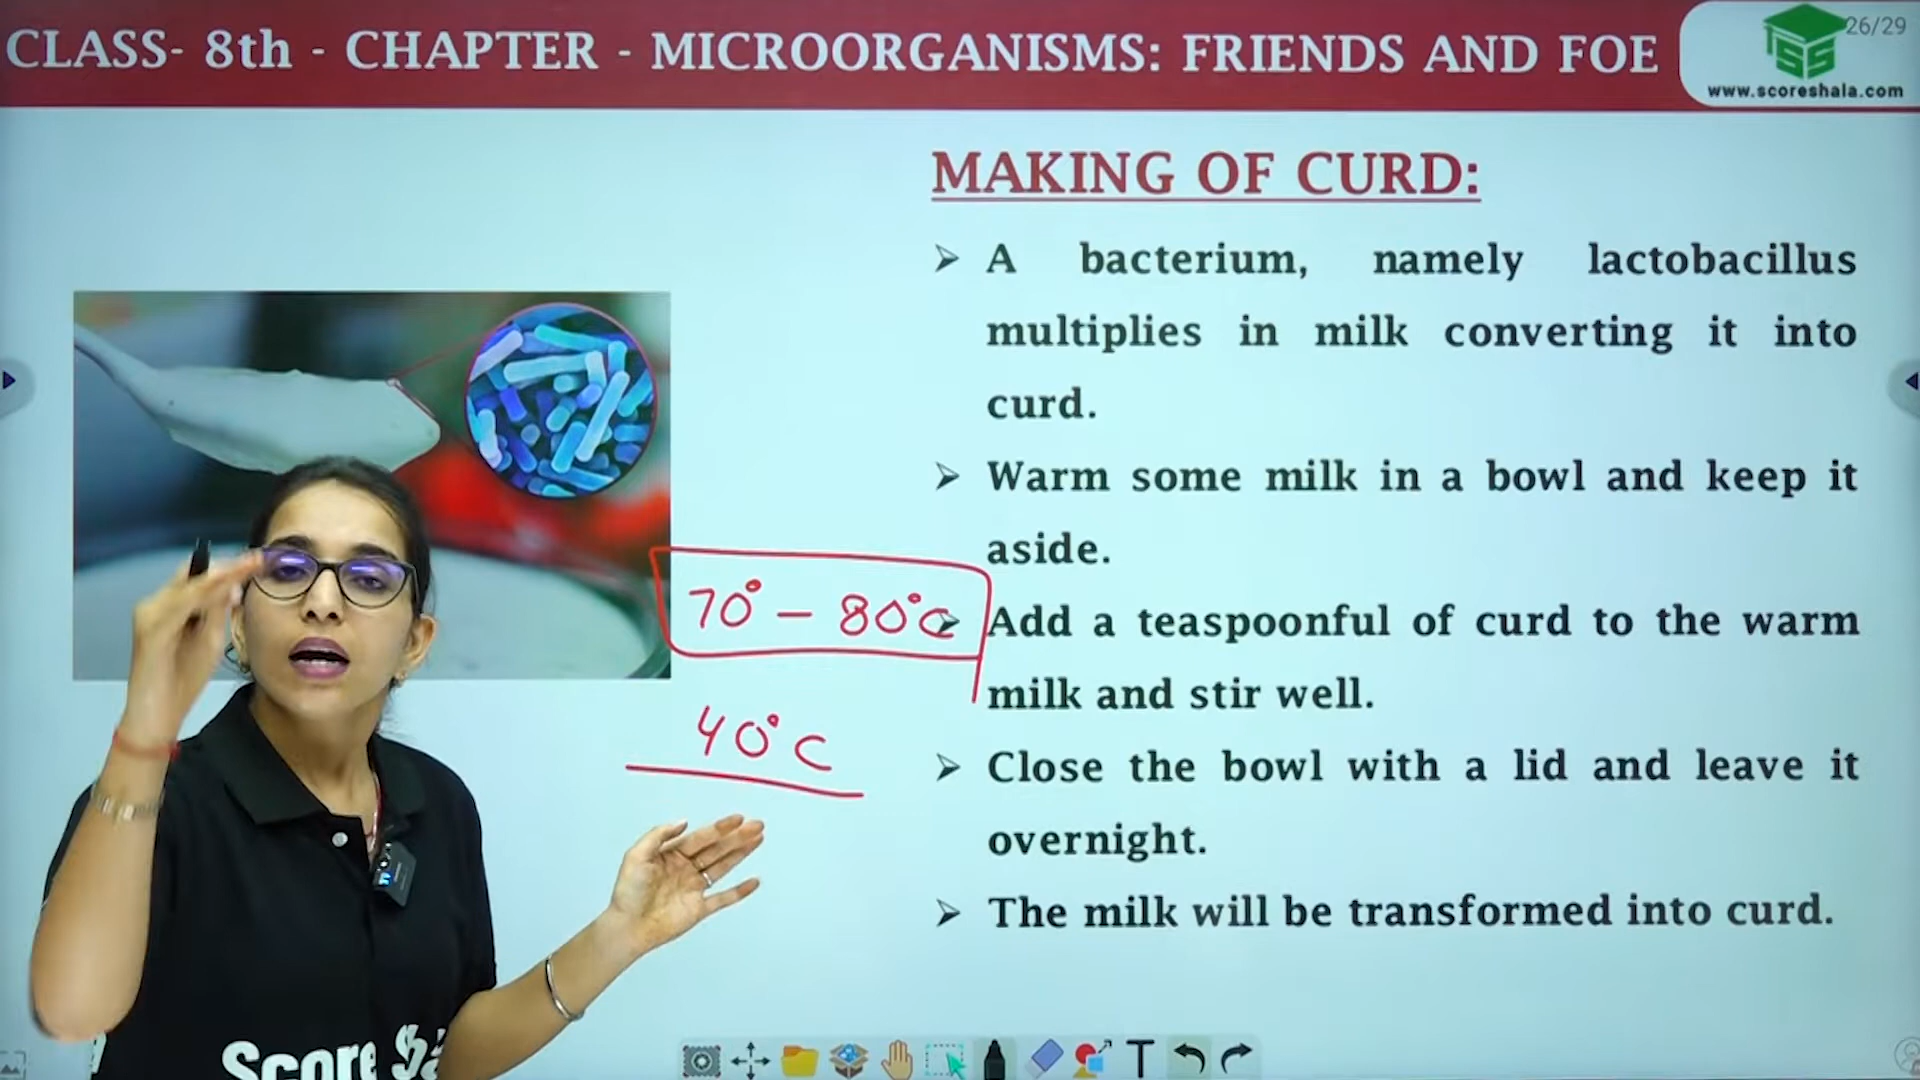 CLASS- 8th - CHAPTER - MICROORGANISMS: FRIENDS AND FOE
26/29
www.scoreshala.com
MAKING OF CURD:
➢ A bacterium, namely lactobacillus
multiplies in milk converting it into
curd.
➢ Warm some milk in a bowl and keep it
aside.
70° – 80°C
➢ Add a teaspoonful of curd to the warm
milk and stir well.
40°C
➢ Close the bowl with a lid and leave it
overnight.
➢ The milk will be transformed into curd.
Score
T